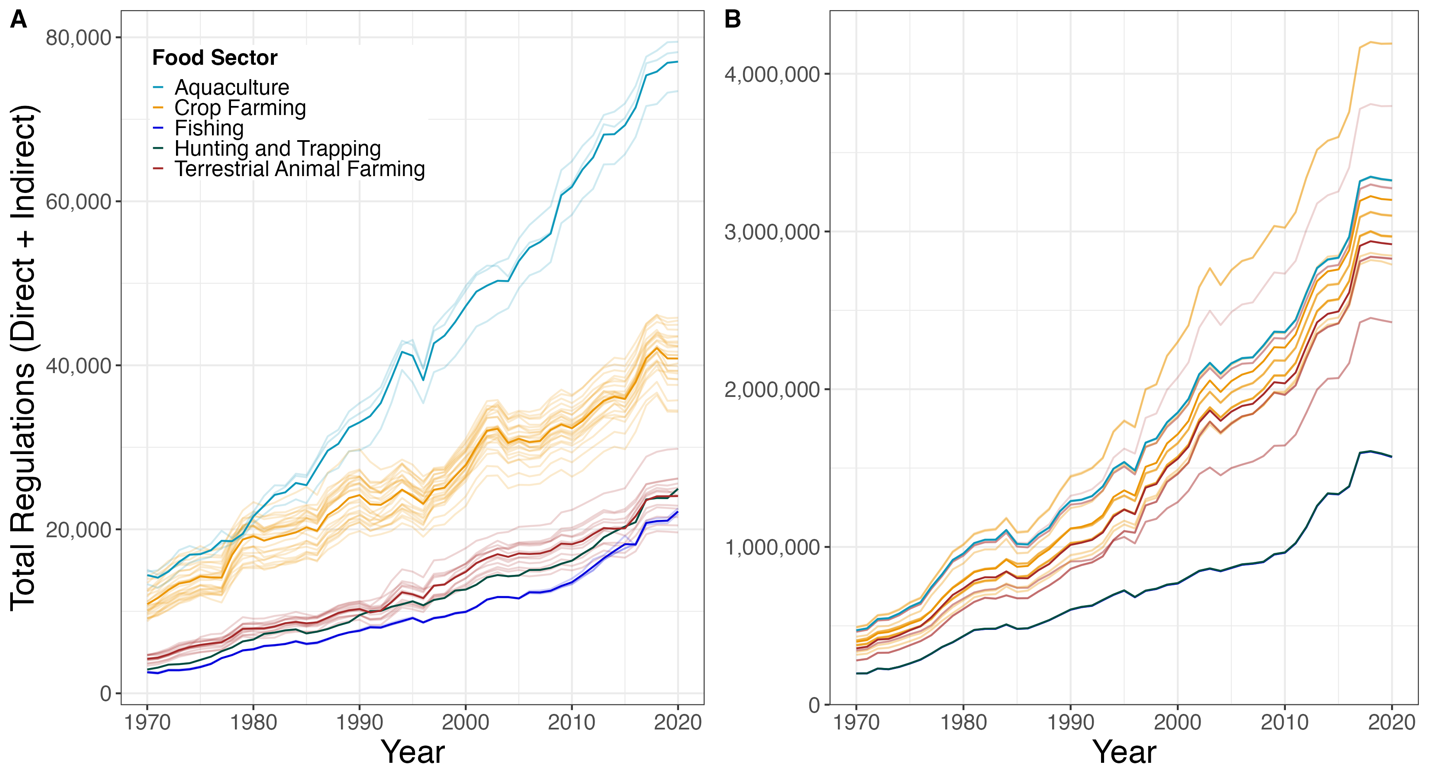 A
Total Regulations (Direct + Indirect)
80,000
60,000
40,000
20,000
0
Food Sector
Aquaculture
Crop Farming
Fishing
Hunting and Trapping
Terrestrial Animal Farming
1970 1980 1990 2000 2010 2020
Year
B
4,000,000
3,000,000
2,000,000
1,000,000
0
1970 1980 1990 2000 2010 2020
Year